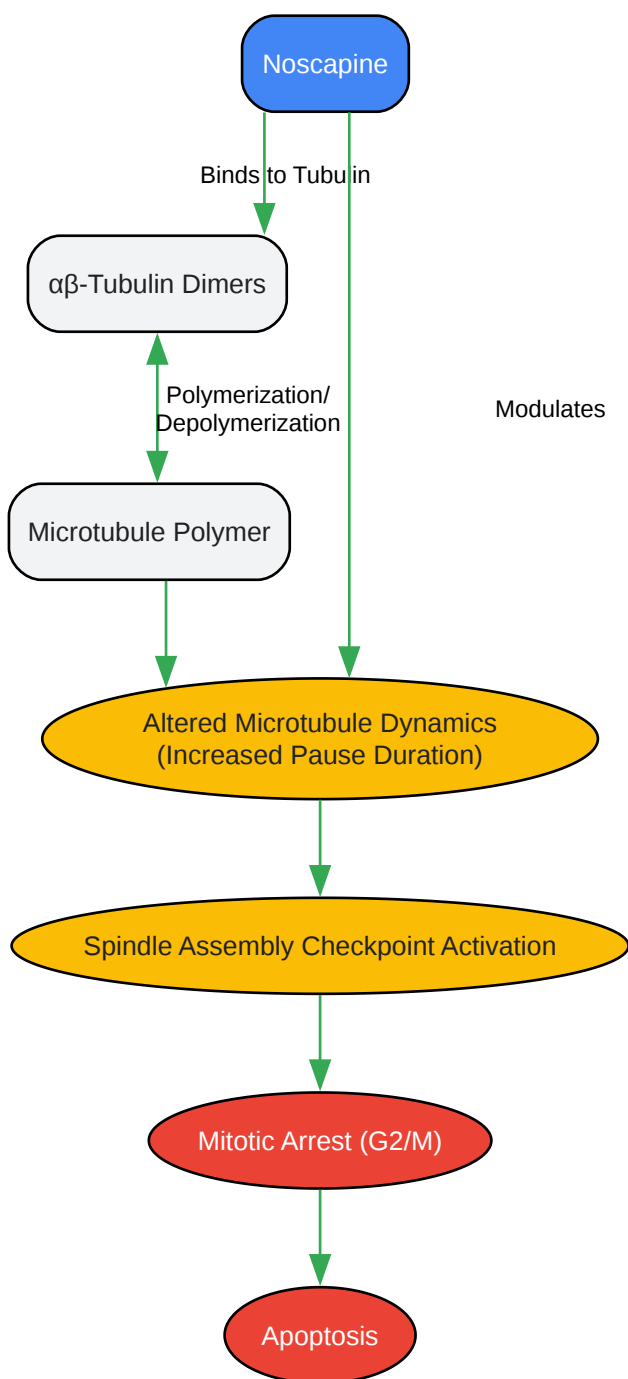 Noscapine
Binds to Tubulin
αβ-Tubulin Dimers
Polymerization/
Depolymerization
Modulates
Microtubule Polymer
Altered Microtubule Dynamics
(Increased Pause Duration)
Spindle Assembly Checkpoint Activation
Mitotic Arrest (G2/M)
Apoptosis